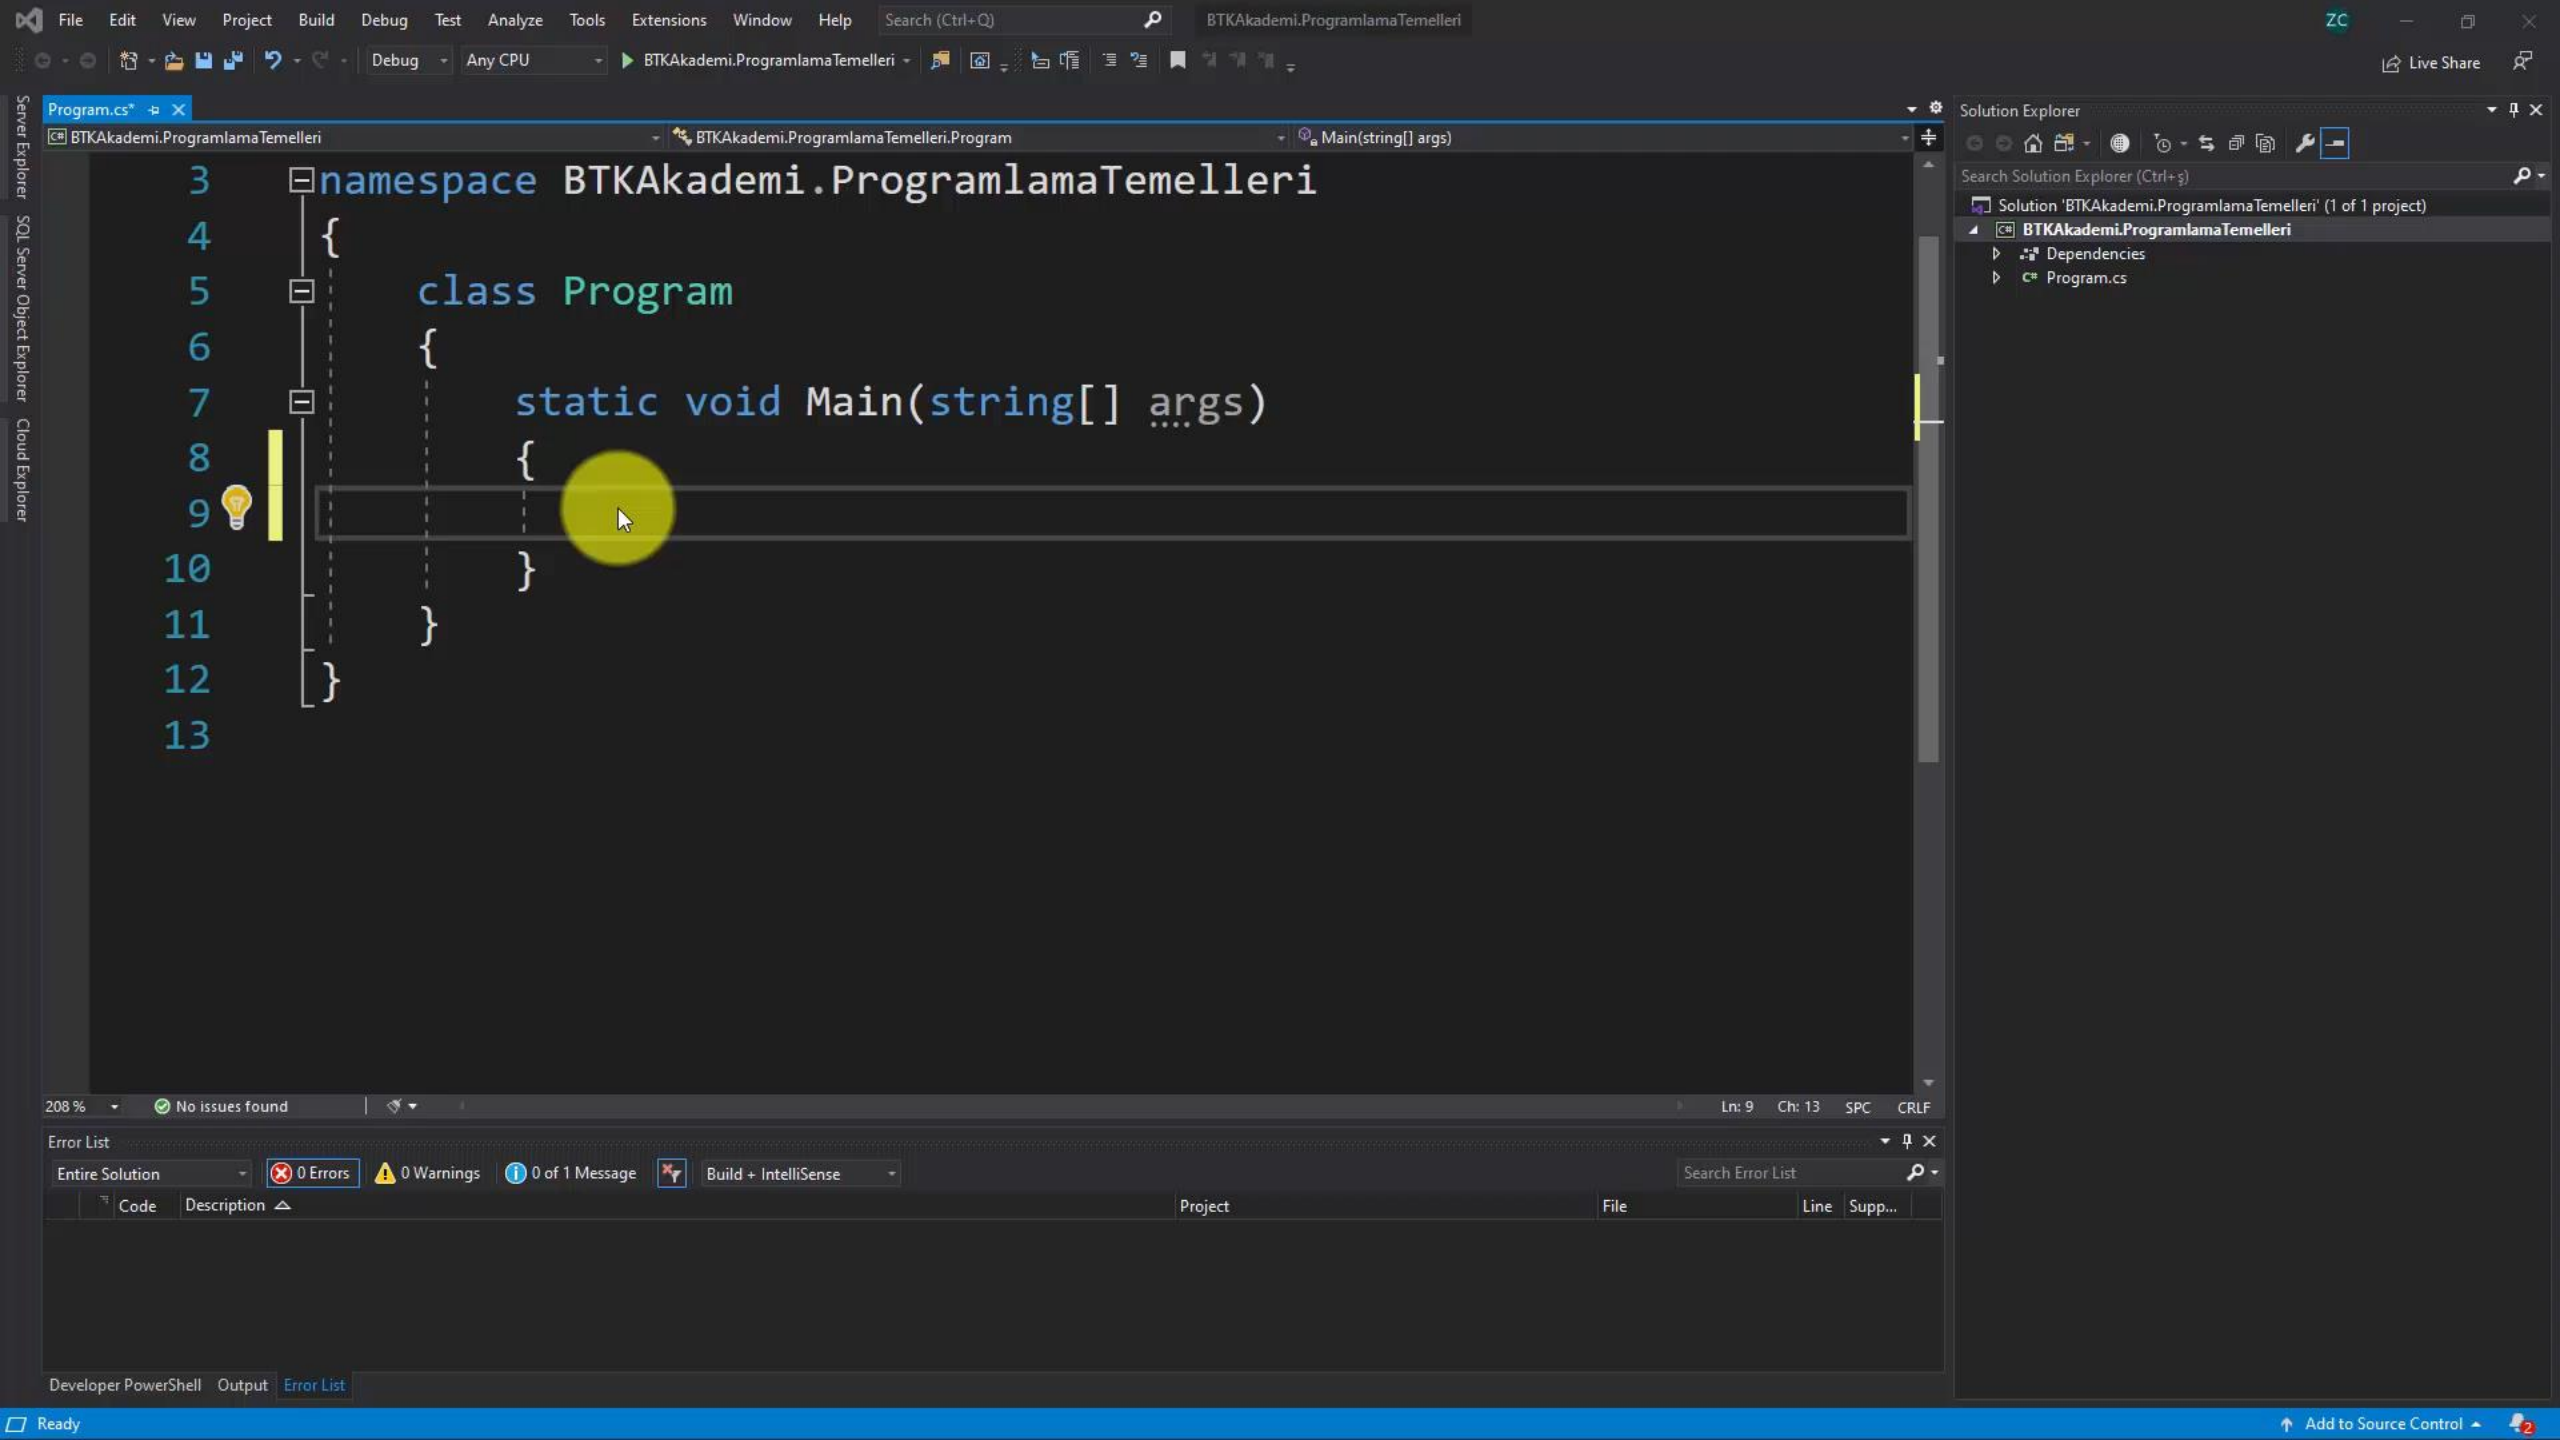 File Edit View Project Build Debug Test Analyze Tools Extensions Window Help Search (Ctrl+Q) BTKAkademi.ProgramlamaTemelleri ZC
Debug Any CPU BTKAkademi.ProgramlamaTemelleri Live Share
Server Explorer
SQL Server Object Explorer
Cloud Explorer
Program.cs*
BTKAkademi.ProgramlamaTemelleri BTKAkademi.ProgramlamaTemelleri.Program Main(string[] args)
3 namespace BTKAkademi.ProgramlamaTemelleri
4 {
5 class Program
6 {
7 static void Main(string[] args)
8 {
9
10 }
11 }
12 }
13
208 % No issues found Ln: 9 Ch: 13 SPC CRLF
Error List
Entire Solution 0 Errors 0 Warnings 0 of 1 Message Build + IntelliSense Search Error List
Code Description Project File Line Supp...
Developer PowerShell Output Error List
Solution Explorer
Search Solution Explorer (Ctrl+ş)
Solution 'BTKAkademi.ProgramlamaTemelleri' (1 of 1 project)
C# BTKAkademi.ProgramlamaTemelleri
Dependencies
C# Program.cs
Ready Add to Source Control 2